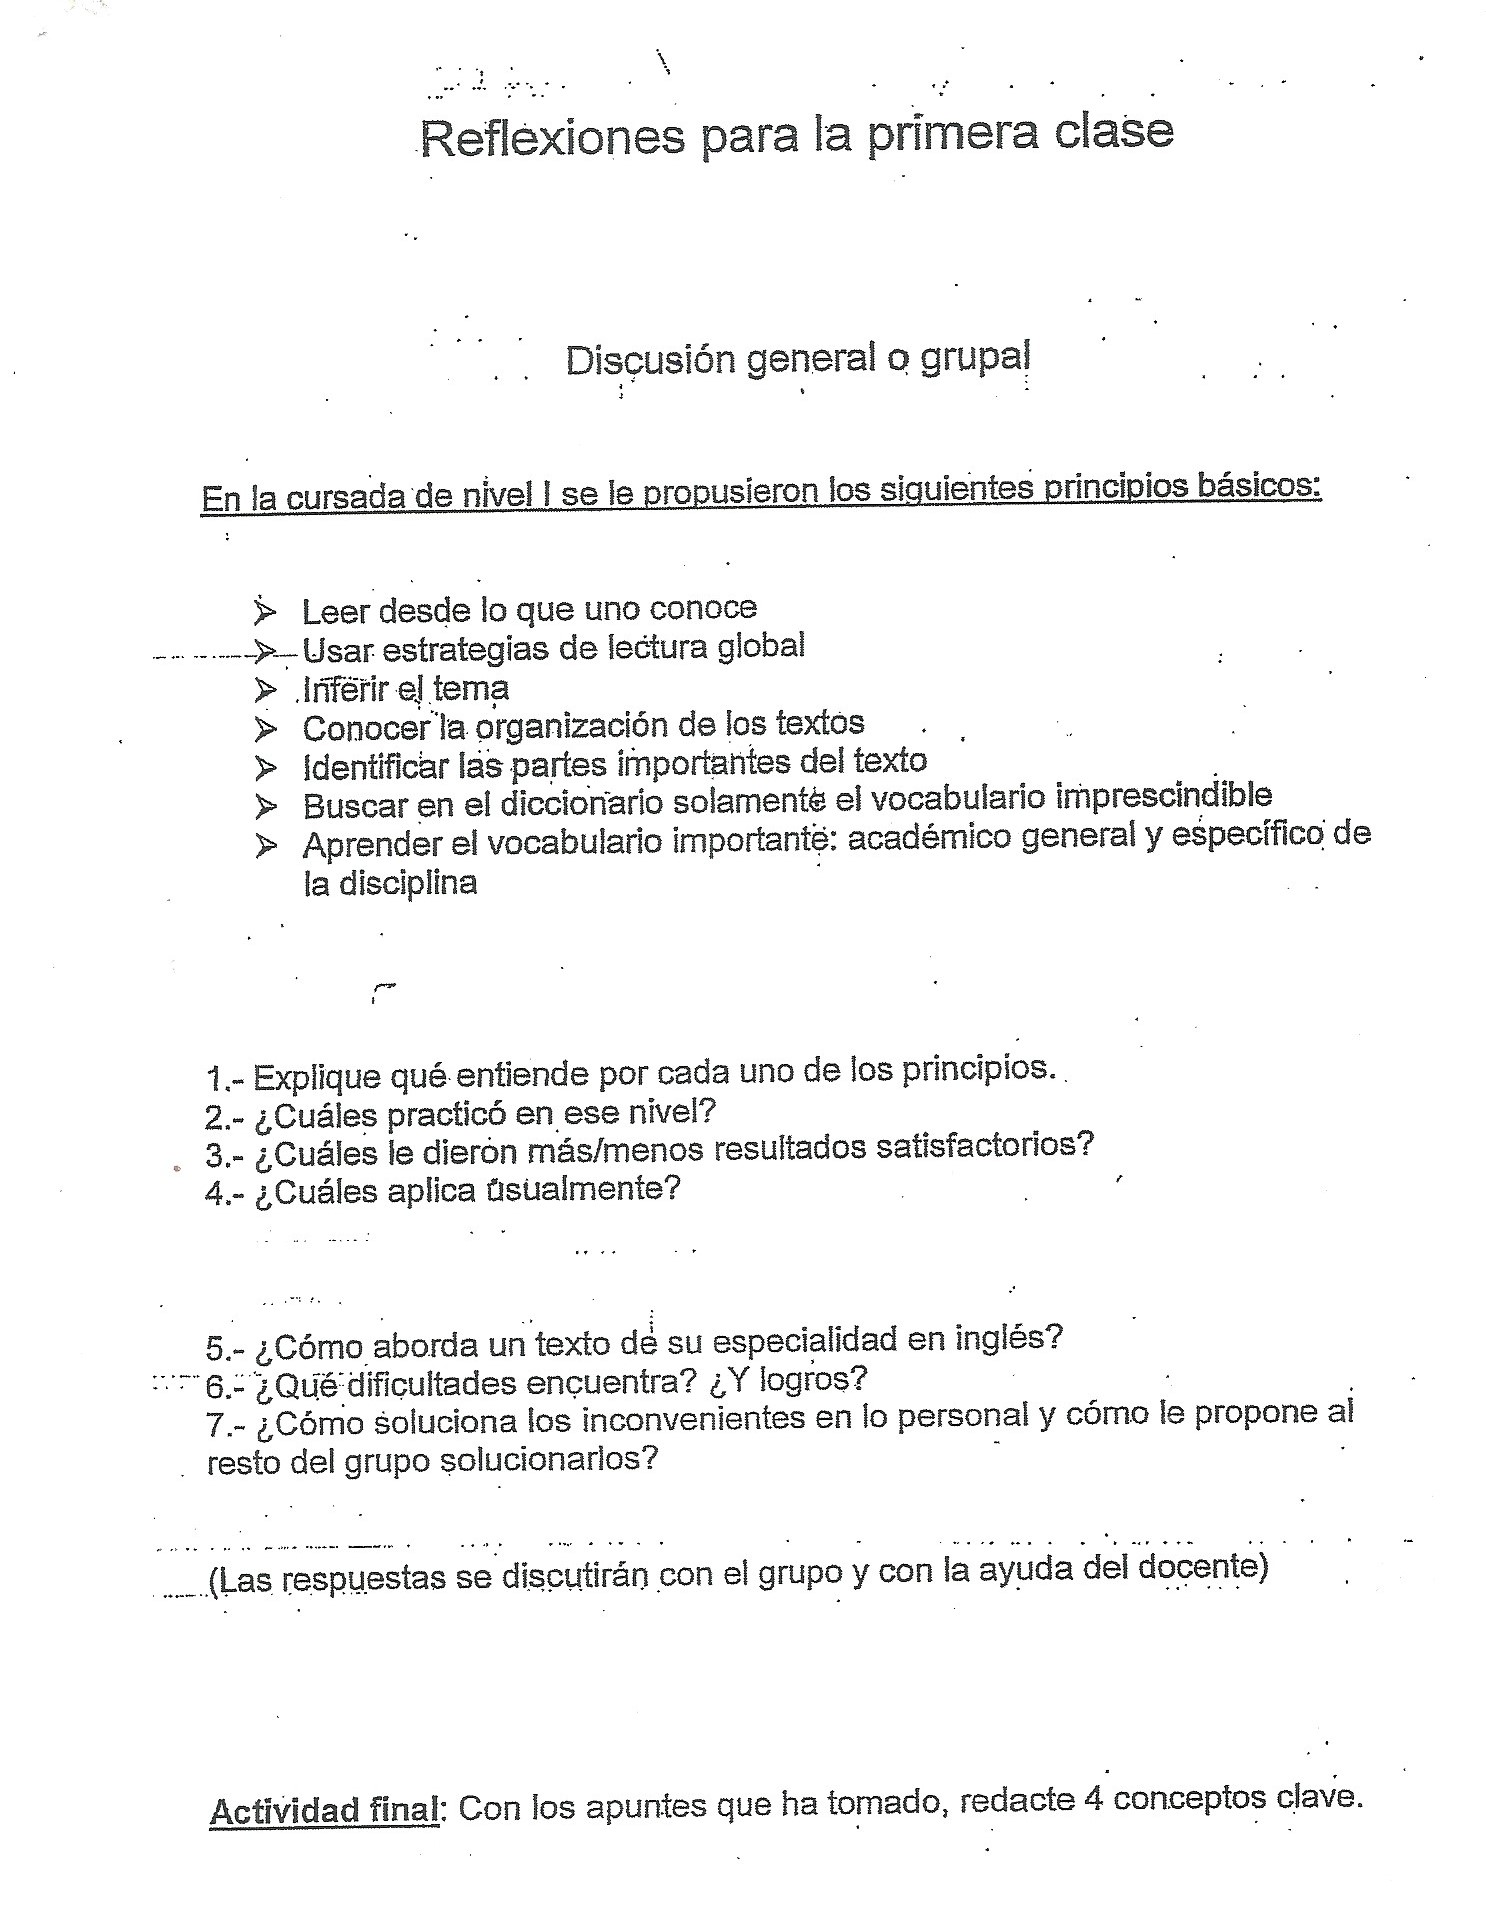 Reflexiones para la primera clase
Discusión general o grupal
En la cursada de nivel I se le propusieron los siguientes principios básicos:
➢ Leer desde lo que uno conoce
➢ Usar estrategias de lectura global
➢ Inferir el tema
➢ Conocer la organización de los textos
➢ Identificar las partes importantes del texto
➢ Buscar en el diccionario solamente el vocabulario imprescindible
➢ Aprender el vocabulario importante: académico general y específico de
la disciplina
1.- Explique qué entiende por cada uno de los principios.
2.- ¿Cuáles practicó en ese nivel?
3.- ¿Cuáles le dieron más/menos resultados satisfactorios?
4.- ¿Cuáles aplica usualmente?
5.- ¿Cómo aborda un texto de su especialidad en inglés?
6.- ¿Qué dificultades encuentra? ¿Y logros?
7.- ¿Cómo soluciona los inconvenientes en lo personal y cómo le propone al
resto del grupo solucionarlos?
(Las respuestas se discutirán con el grupo y con la ayuda del docente)
Actividad final: Con los apuntes que ha tomado, redacte 4 conceptos clave.